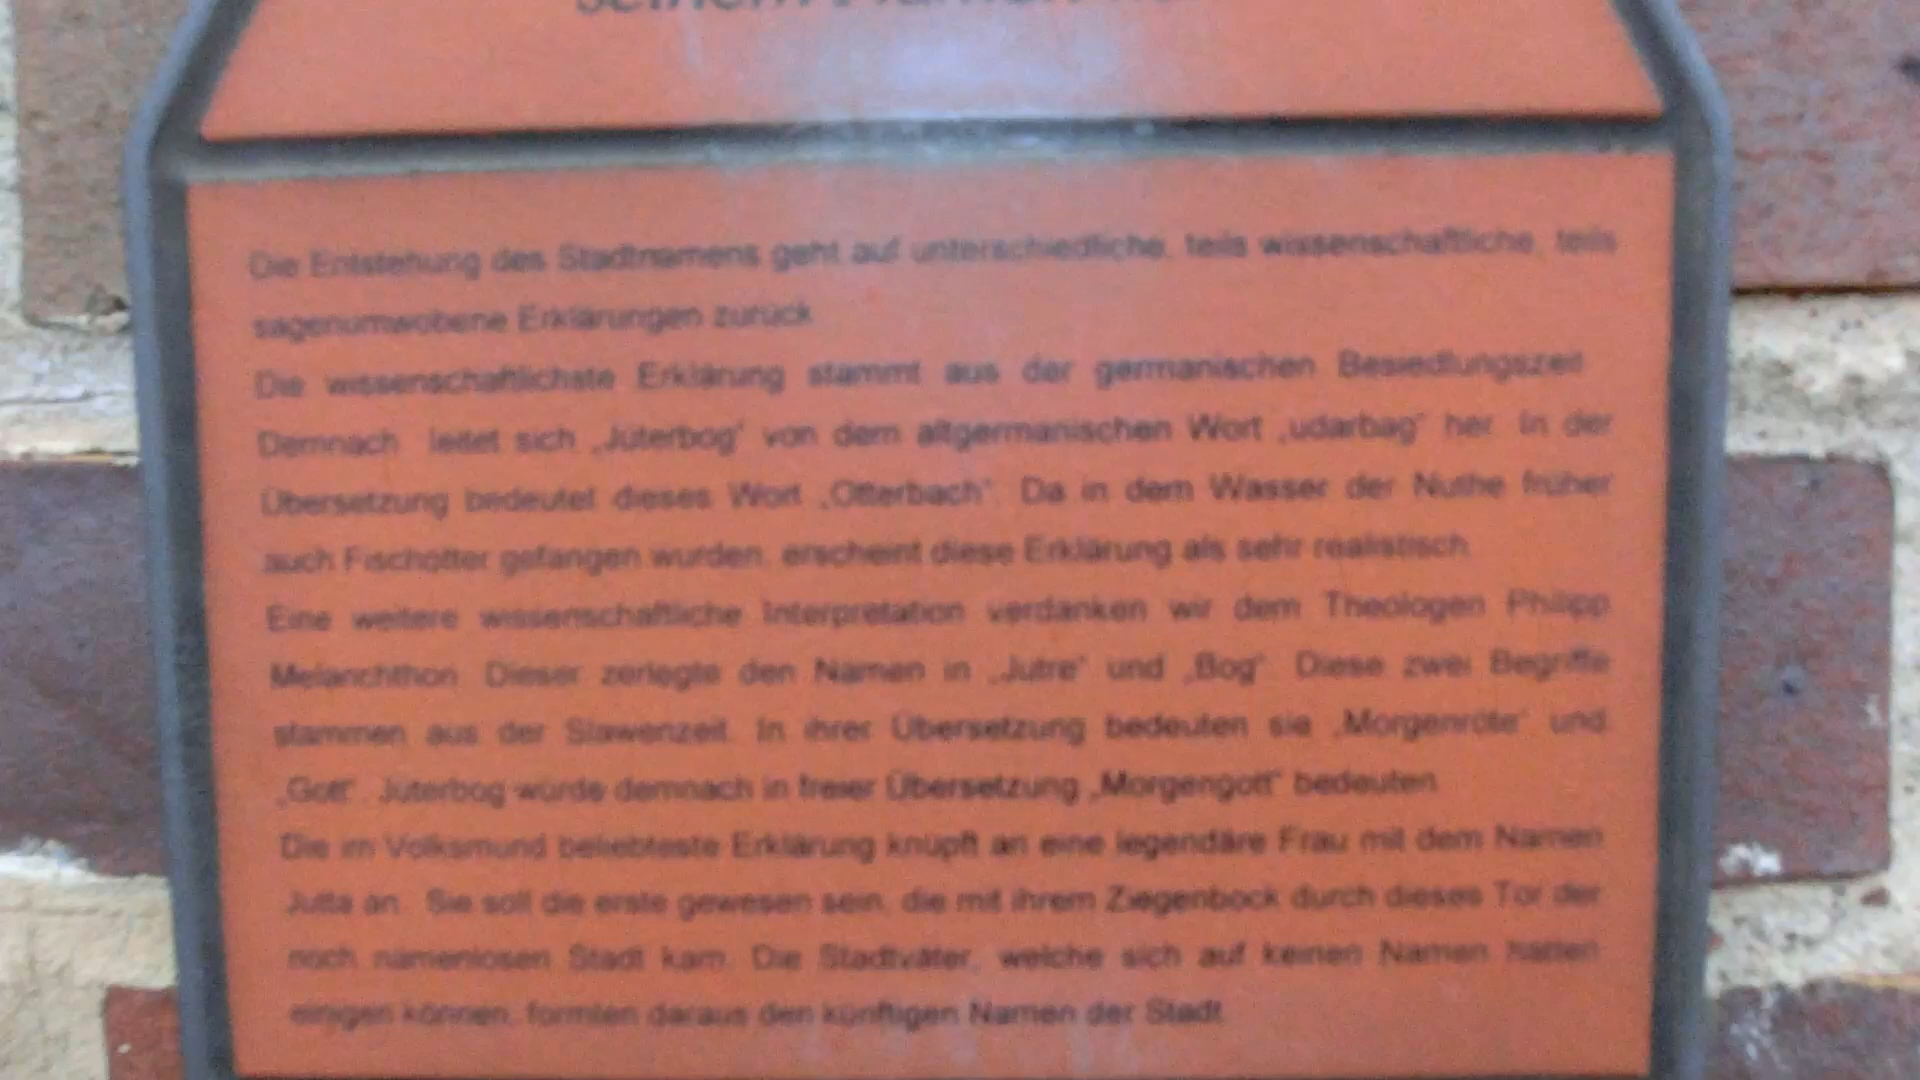 seinem Namen
Die Entstehung des Stadtnamens geht auf unterschiedliche, teils wissenschaftliche, teils
sagenumwobene Erklärungen zurück.
Die wissenschaftlichste Erklärung stammt aus der germanischen Besiedlungszeit.
Demnach leitet sich „Jüterbog" von dem altgermanischen Wort „udarbag" her. In der
Übersetzung bedeutet dieses Wort „Otterbach". Da in dem Wasser der Nuthe früher
auch Fischotter gefangen wurden, erscheint diese Erklärung als sehr realistisch.
Eine weitere wissenschaftliche Interpretation verdanken wir dem Theologen Philipp
Melanchthon. Dieser zerlegte den Namen in „Jutre" und „Bog". Diese zwei Begriffe
stammen aus der Slawenzeit. In ihrer Übersetzung bedeuten sie „Morgenröte" und
„Gott". Jüterbog würde demnach in freier Übersetzung „Morgengott" bedeuten.
Die im Volksmund beliebteste Erklärung knüpft an eine legendäre Frau mit dem Namen
Jutta an. Sie soll die erste gewesen sein, die mit ihrem Ziegenbock durch dieses Tor der
noch namenlosen Stadt kam. Die Stadtväter, welche sich auf keinen Namen hatten
einigen können, formten daraus den künftigen Namen der Stadt.